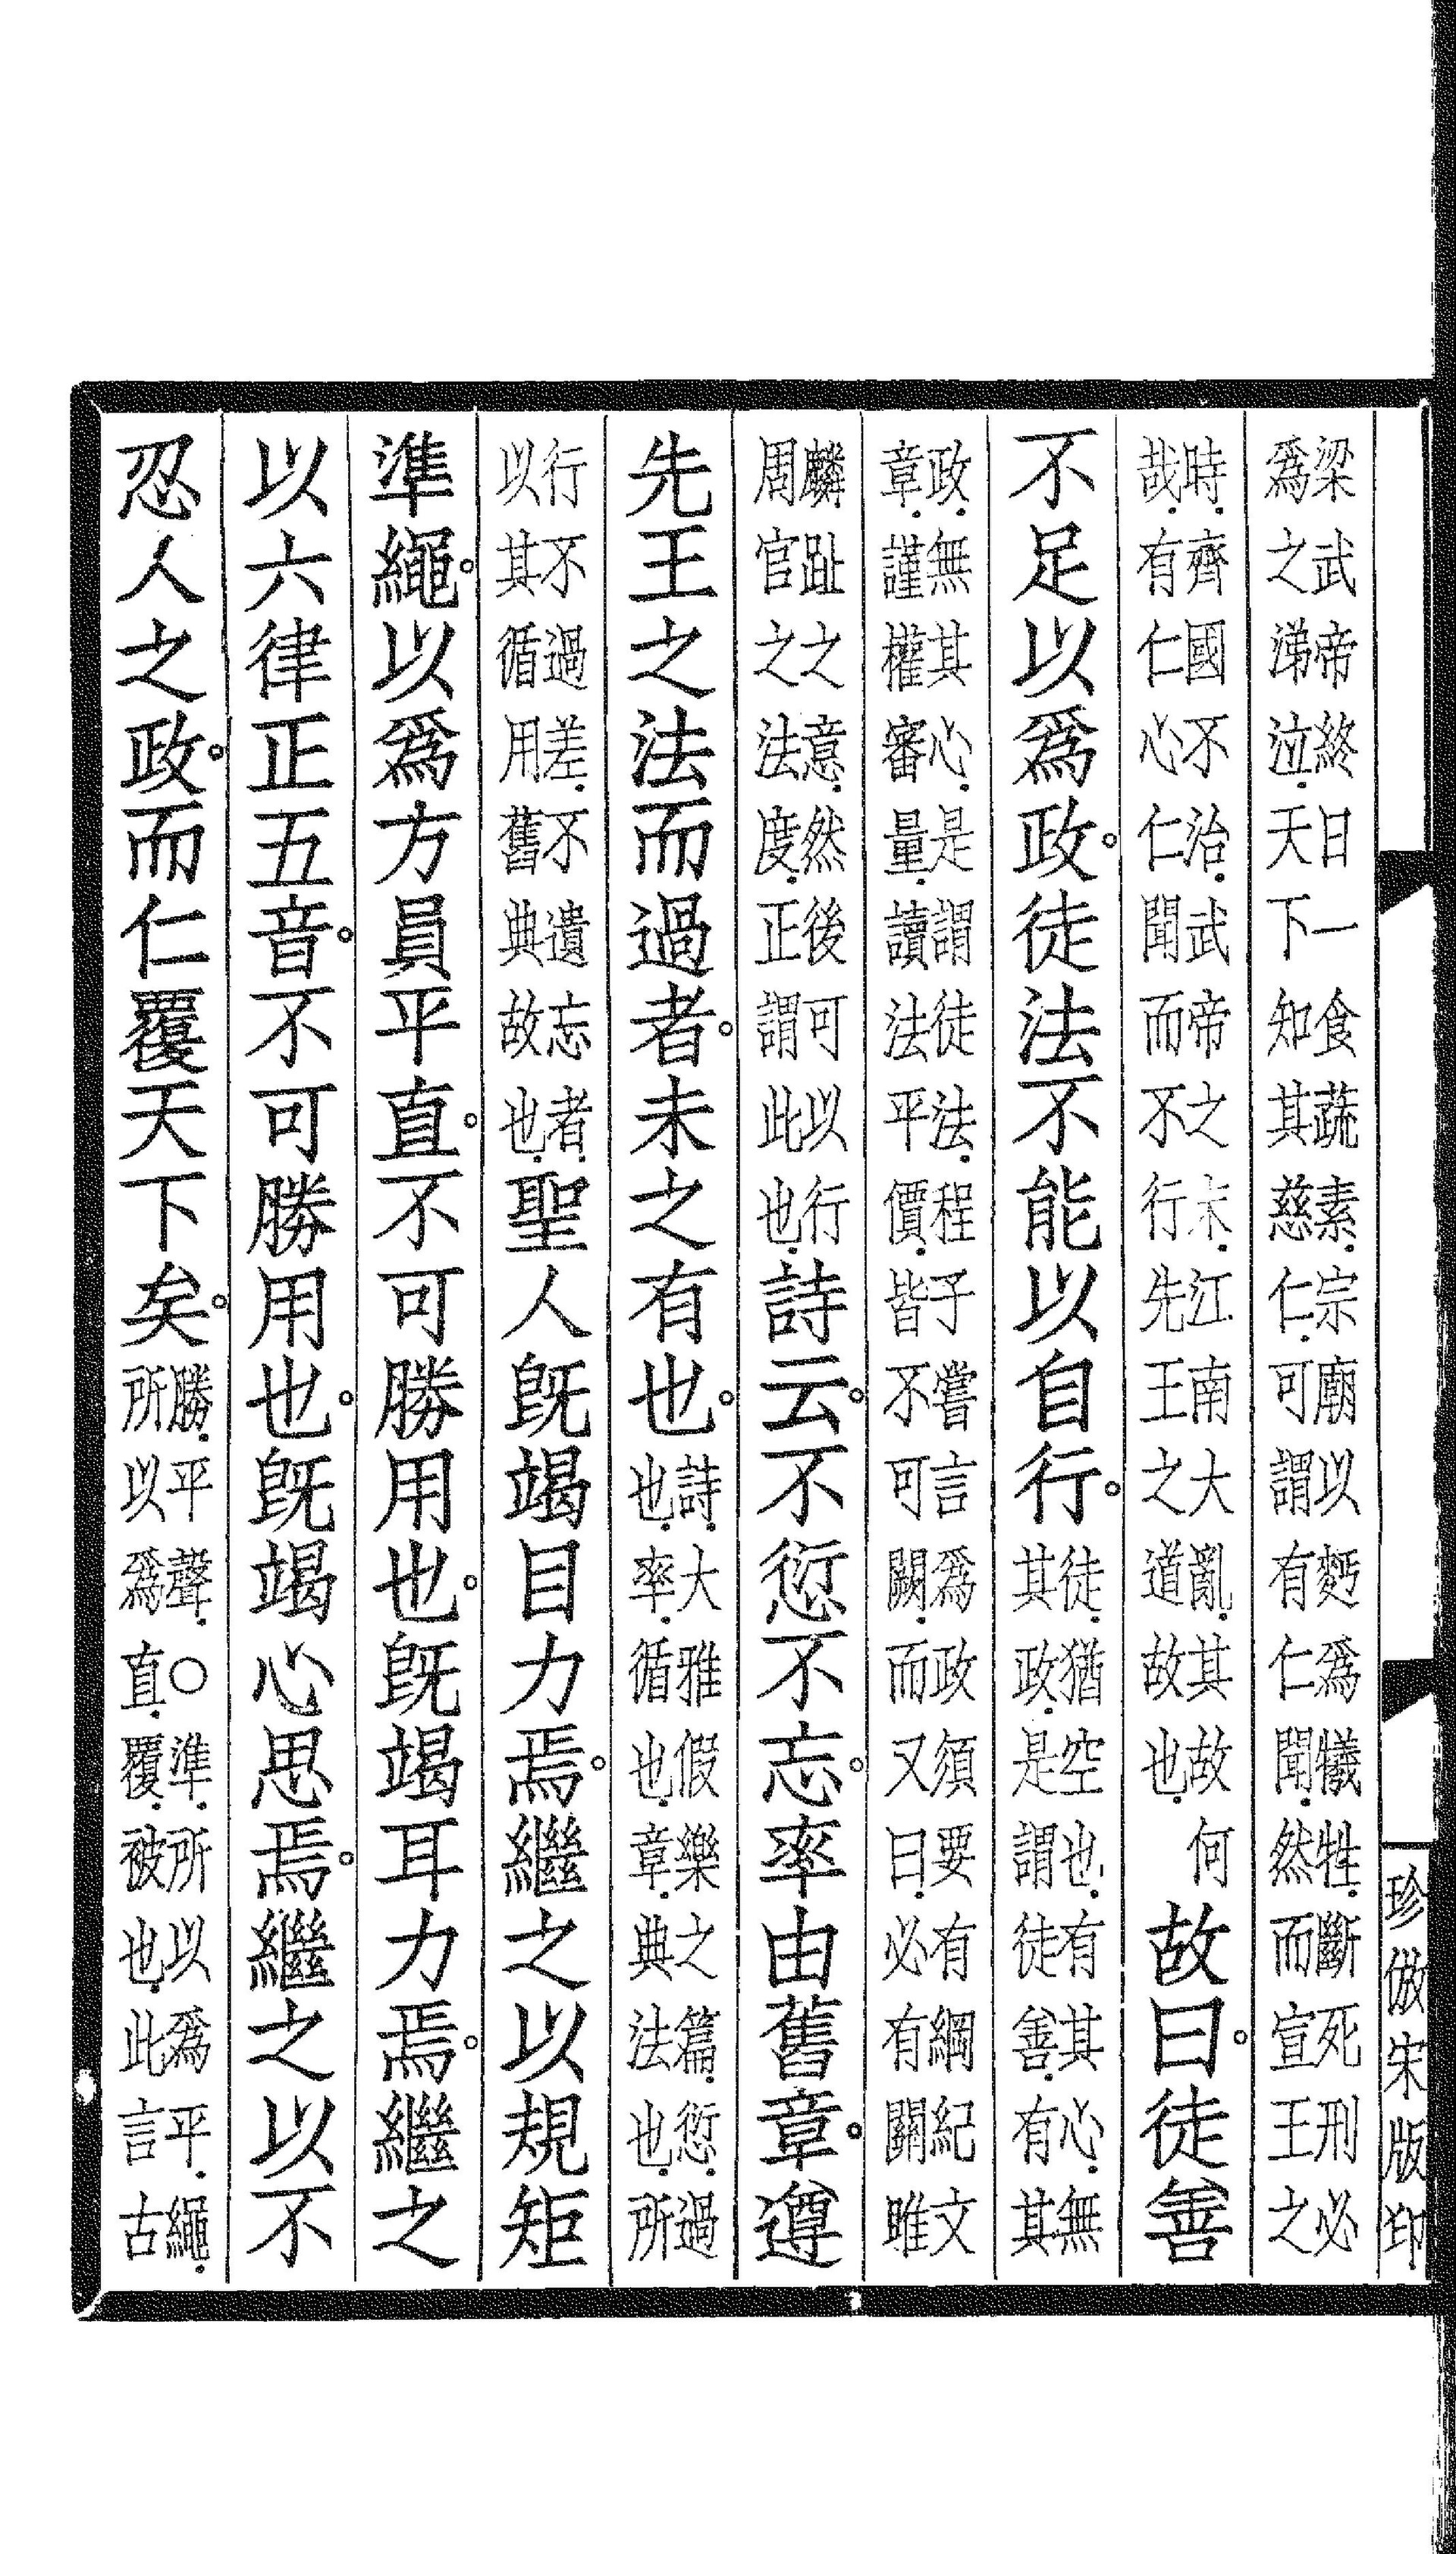 珍倣宋版印
梁武帝終日一食蔬素.宗廟以麪爲犧牲.斷死刑必
爲之涕泣.天下知其慈仁.可謂有仁聞.然而宣王之
時.齊國不治.武帝之末.江南大亂.其故何
哉.有仁心仁聞而不行先王之道故也.
故曰。徒善
不足以爲政。徒法不能以自行。
徒.猶空也.有其心.無
其政.是謂徒善.有其
政.無其心.是謂徒法.程子嘗言爲政須要有綱紀文
章.謹權審量.讀法平價.皆不可闕.而又曰.必有關雎
麟趾之意.然後可以行
周官之法度.正謂此也.
詩云。不愆不忘。率由舊章。遵
先王之法而過者。未之有也。
詩.大雅假樂之篇.愆.過
也.率循也.章.典法也.所
行不過差.不遺忘者.
以其循用舊典故也.
聖人既竭目力焉。繼之以規矩
準繩。以爲方員平直。不可勝用也。既竭耳力焉。繼之
以六律正五音。不可勝用也。既竭心思焉。繼之以不
忍人之政。而仁覆天下矣。
勝.平聲.○準.所以爲平.繩.
所以爲直.覆.被也.此言古